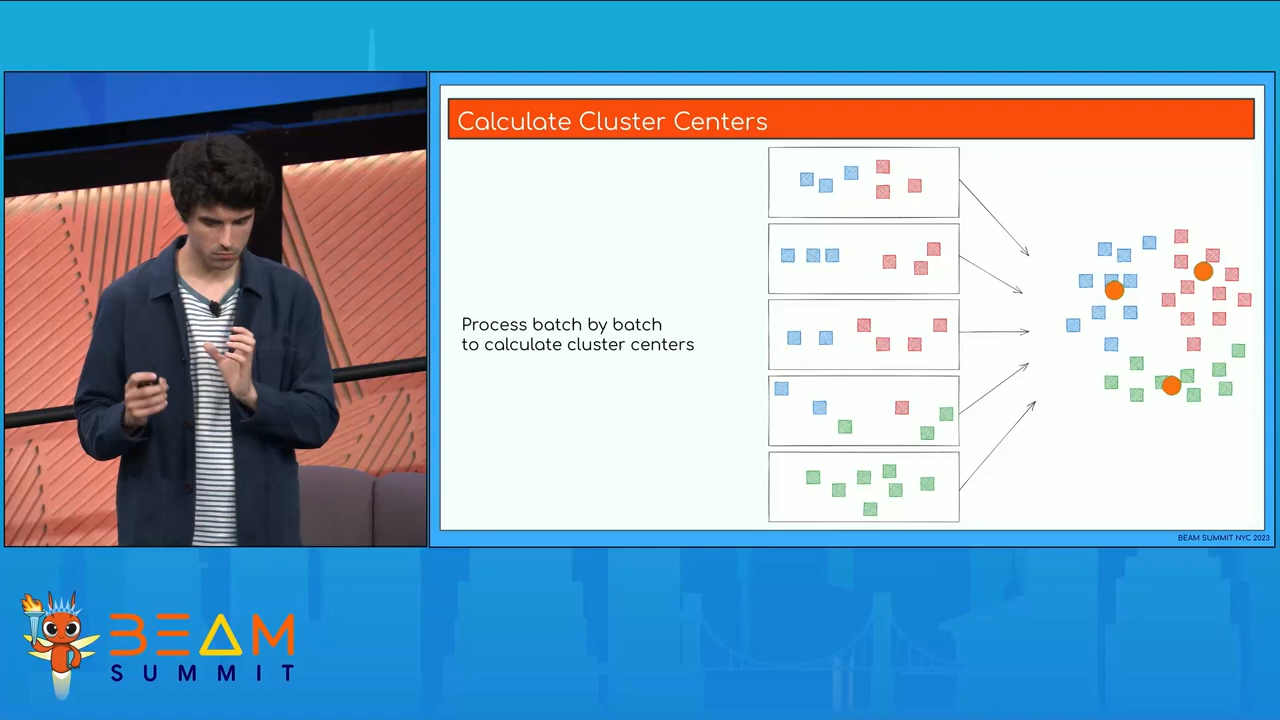 Calculate Cluster Centers
Process batch by batch
to calculate cluster centers
BEAM SUMMIT NYC 2023
BEAM
SUMMIT